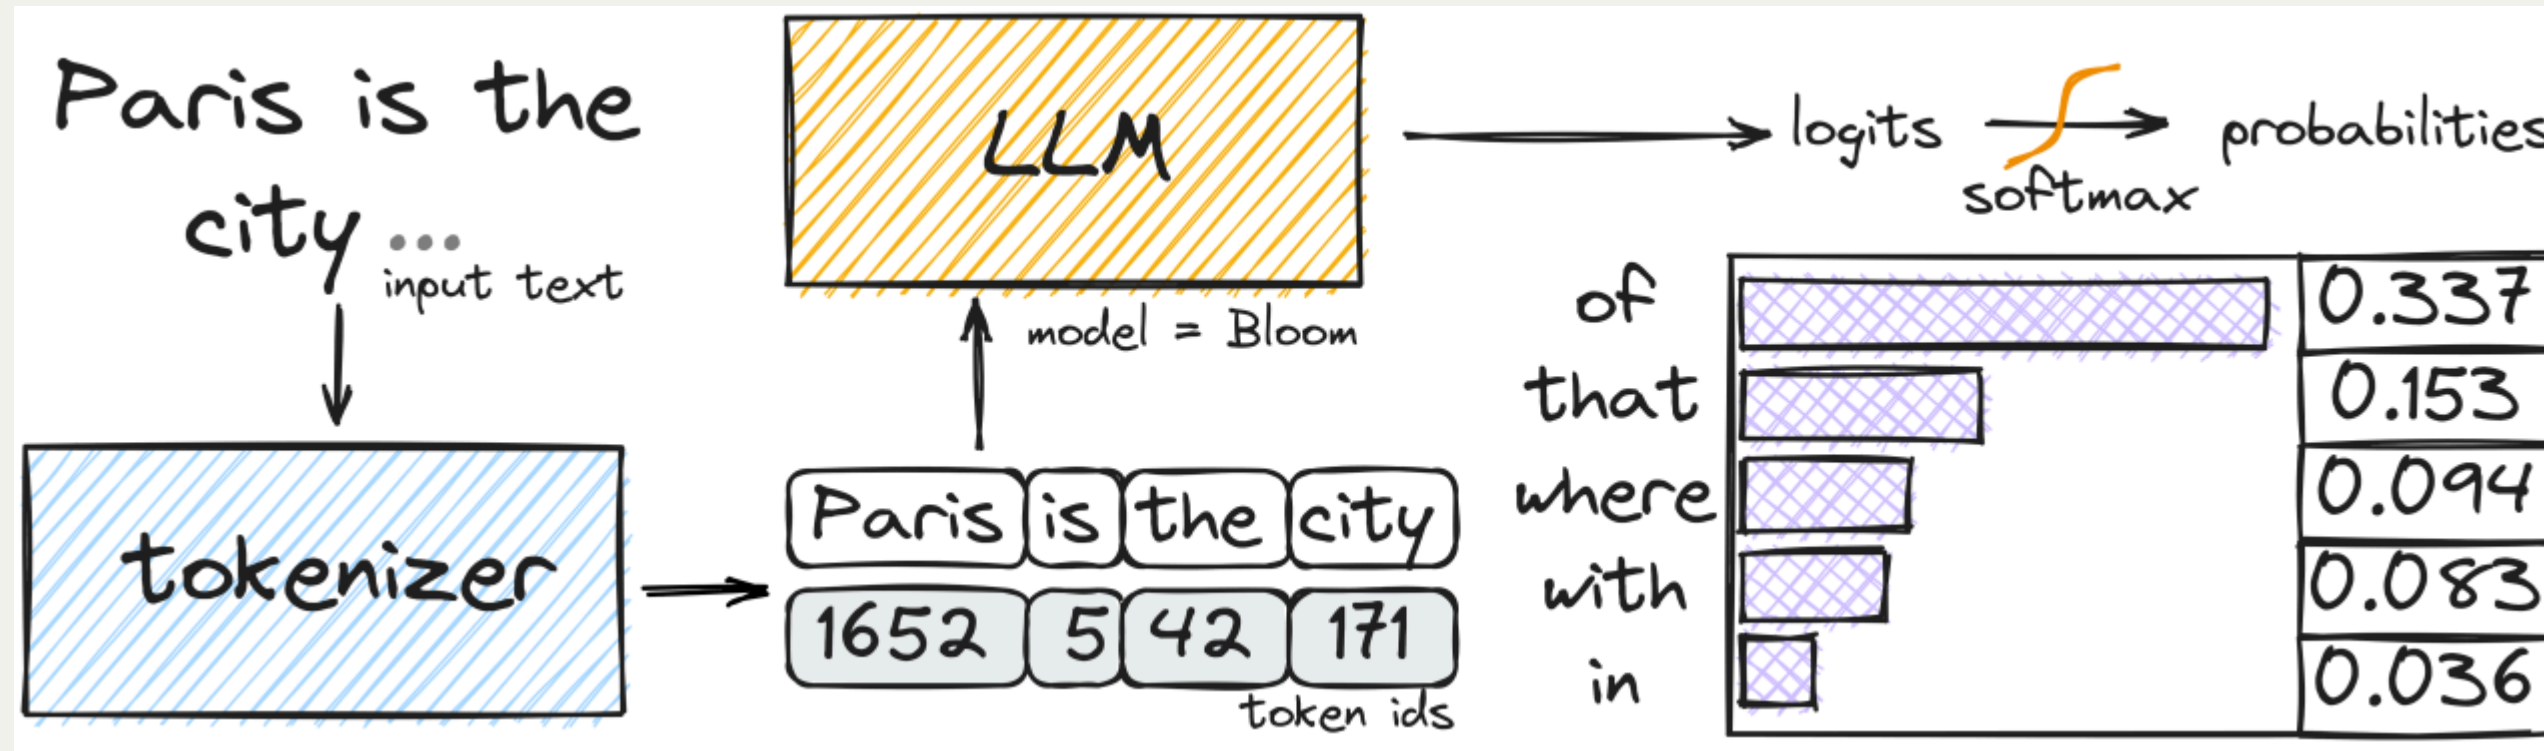 Paris is the
city ...
input text
tokenizer
Paris is the city
1652 5 42 171
token ids
LLM
model = Bloom
logits
softmax
probabilities
of 0.337
that 0.153
where 0.094
with 0.083
in 0.036